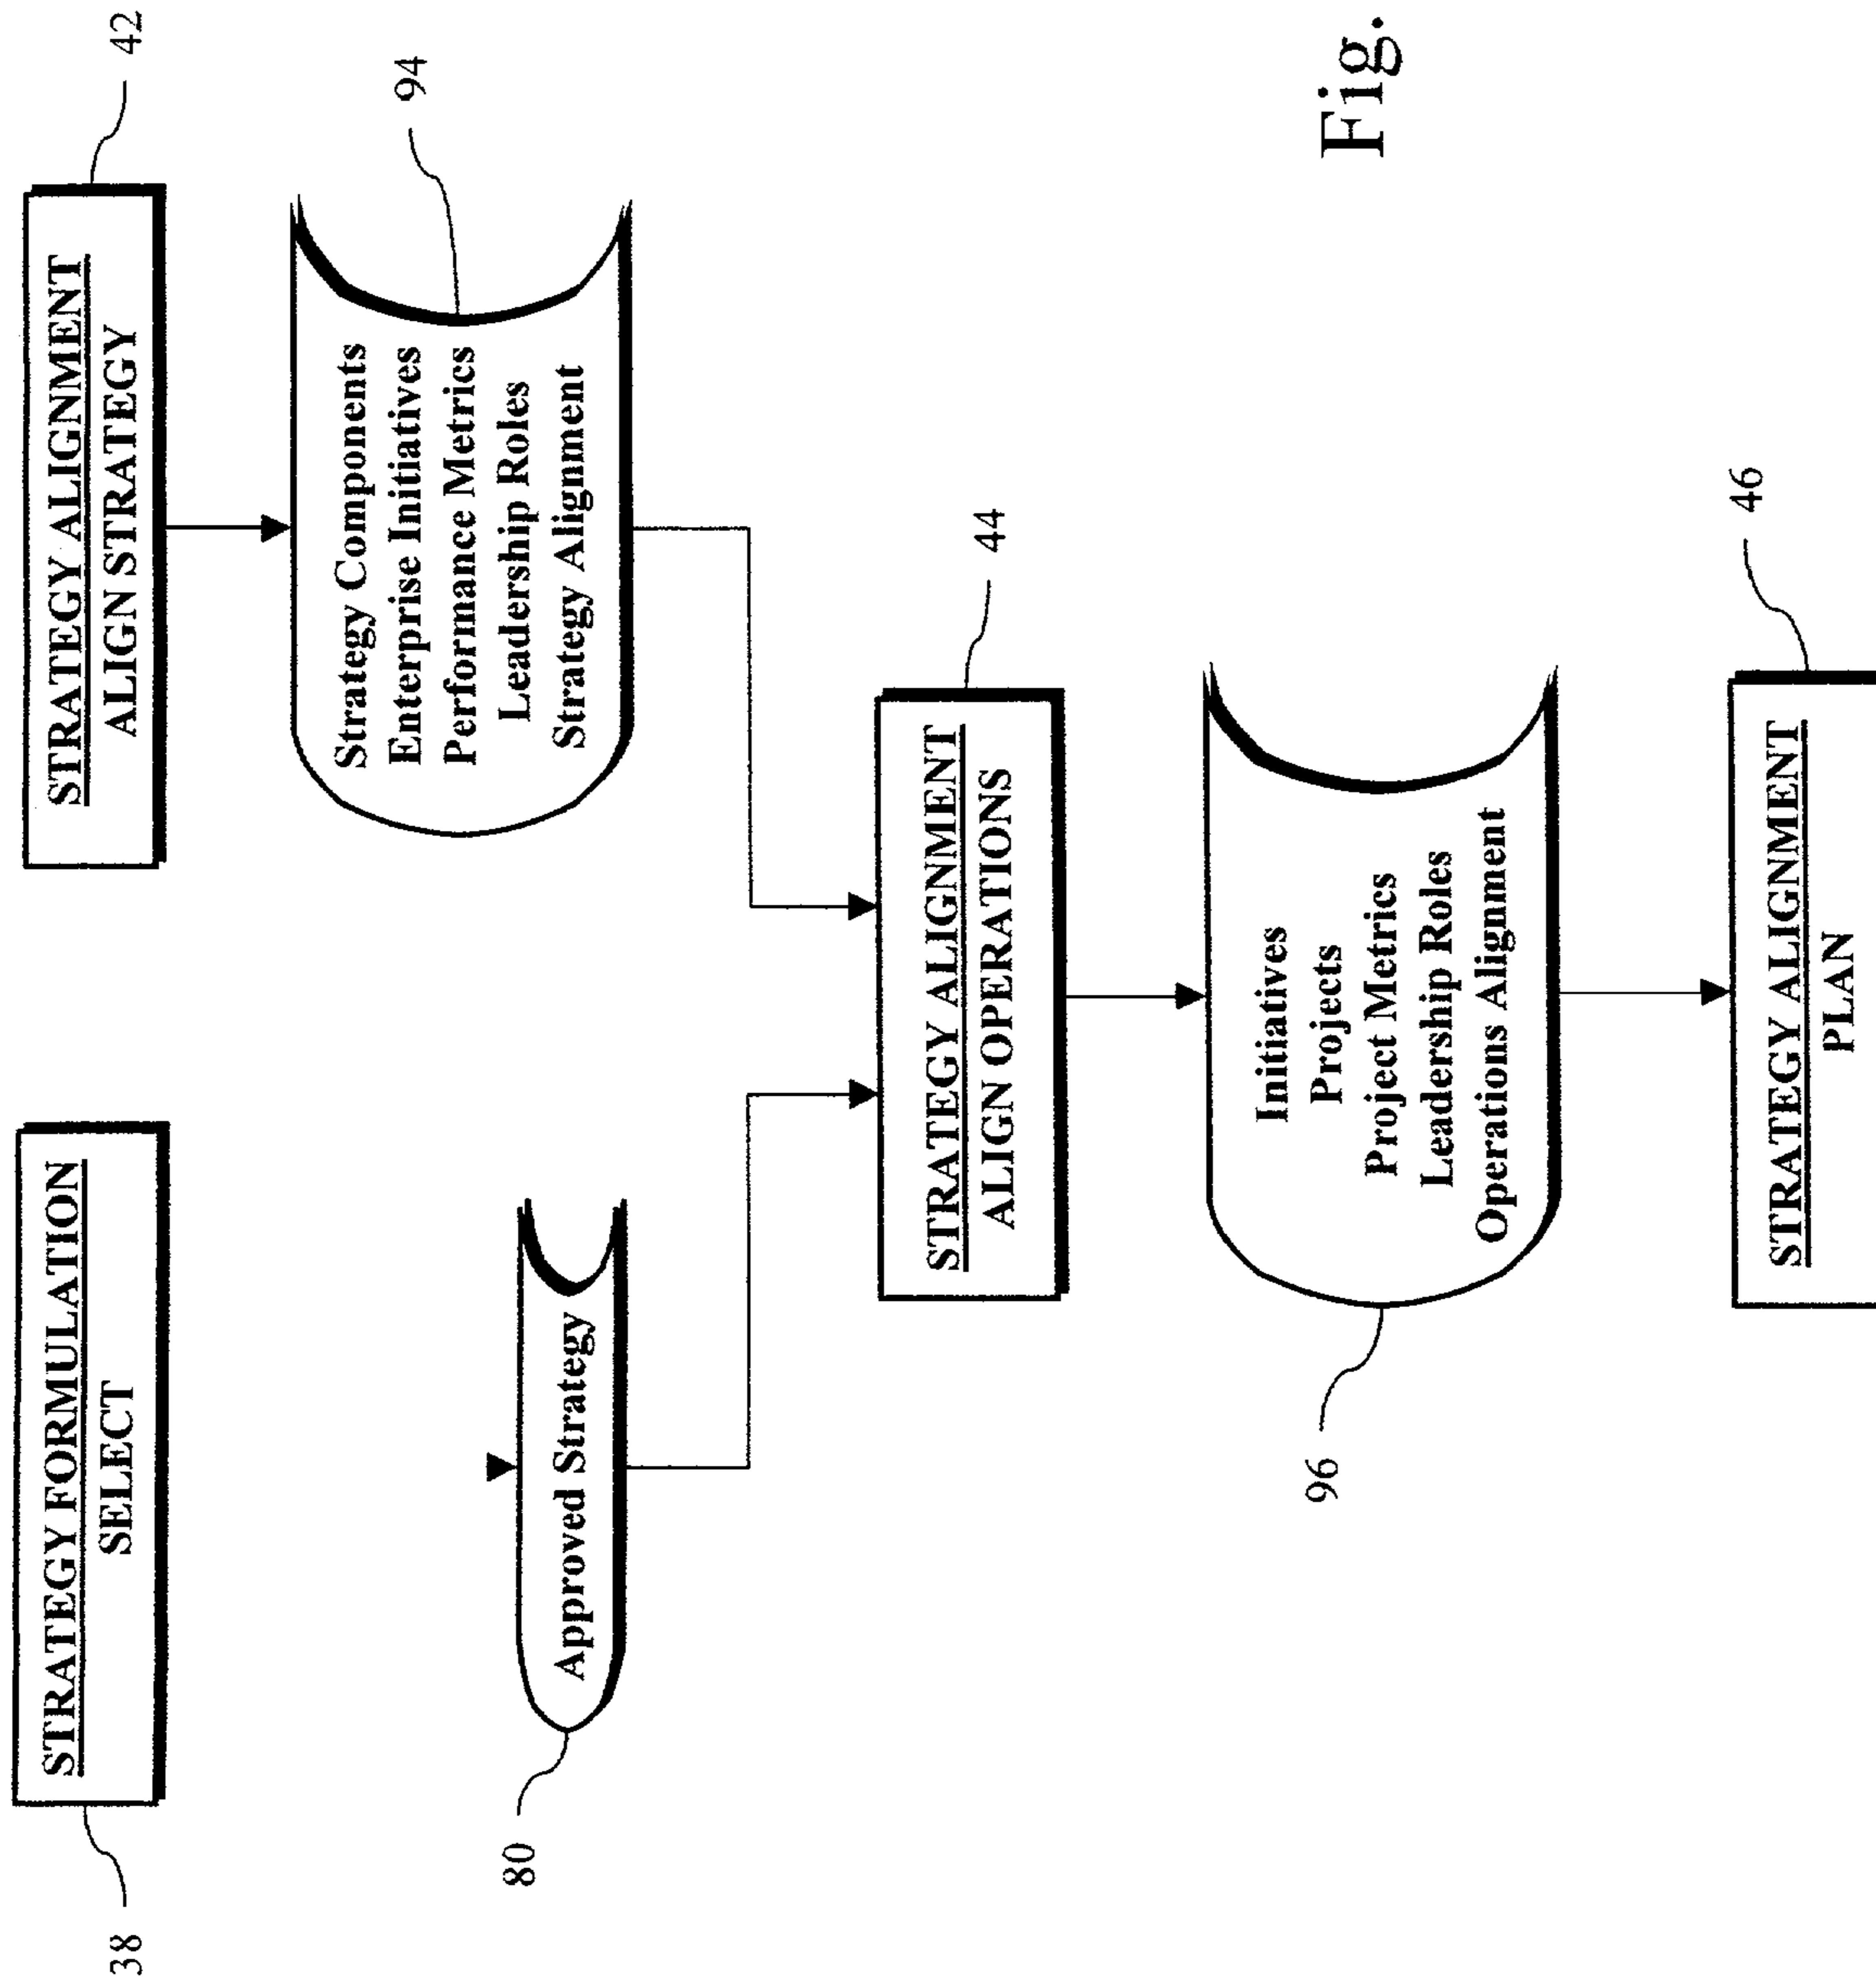 38
STRATEGY FORMULATION
SELECT
STRATEGY ALIGNMENT
ALIGN STRATEGY
42
80
Approved Strategy
Strategy Components
Enterprise Initiatives
Performance Metrics
Leadership Roles
Strategy Alignment
94
STRATEGY ALIGNMENT
ALIGN OPERATIONS
44
96
Initiatives
Projects
Project Metrics
Leadership Roles
Operations Alignment
STRATEGY ALIGNMENT
PLAN
46
Fig.